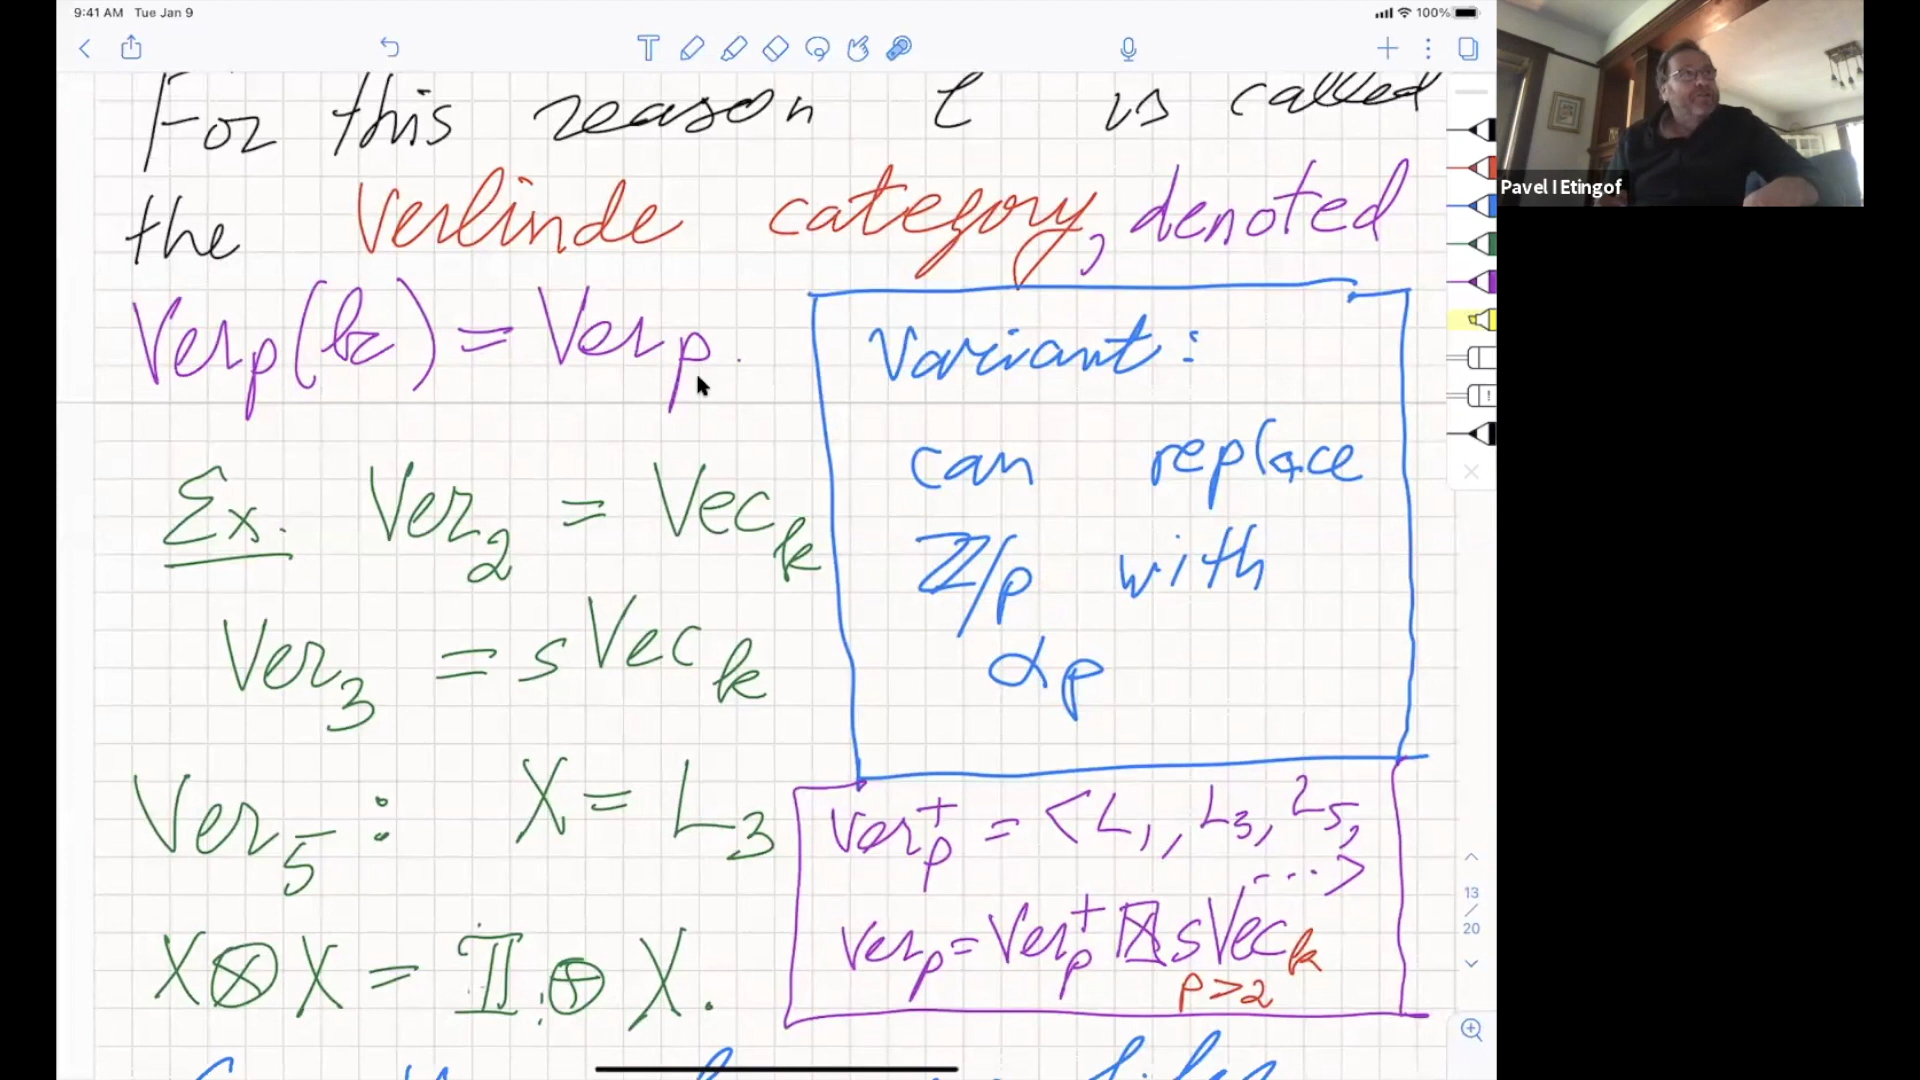 9:41 AM Tue Jan 9
100%
For this reason C is called
the Verlinde category, denoted
Ver_p(k) = Ver_p.
Variant:
can replace
ℤ/p with
α_p
Ex. Ver_2 = Vec_k
Ver_3 = sVec_k
Ver_5: X = L_3
X⊗X = 𝟙 ⊕ X.
Ver_p^+ = <L_1, L_3, L_5,
...>
Ver_p = Ver_p^+ ⊠ sVec_k
p>2
Pavel I Etingof
13
/
20